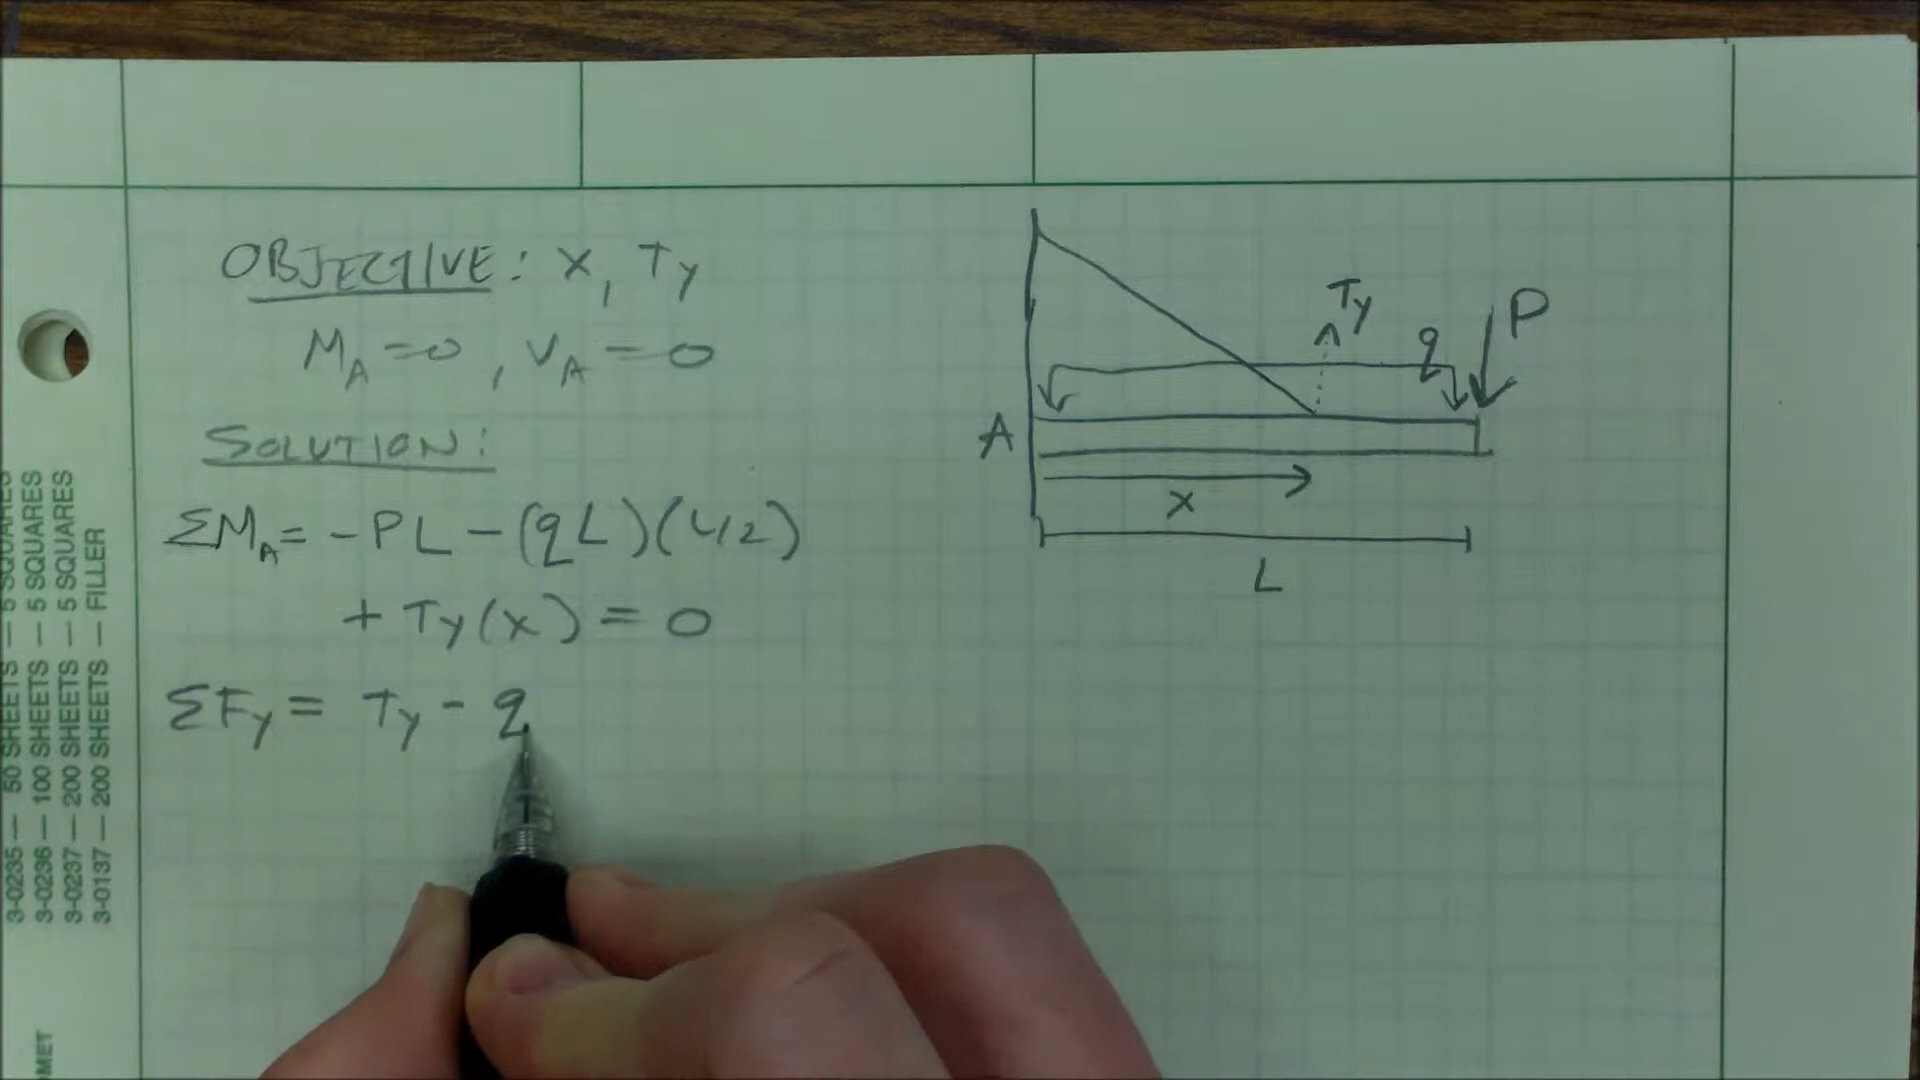 OBJECTIVE: x, Ty
MA = 0, VA = 0
SOLUTION:
ΣMA = -PL - (qL)(L/2)
+ Ty(x) = 0
ΣFy = Ty - q
Ty
q
P
A
x
L
3-0235 — 50 SHEETS — 5 SQUARES
3-0236 — 100 SHEETS — 5 SQUARES
3-0237 — 200 SHEETS — 5 SQUARES
3-0137 — 200 SHEETS — FILLER